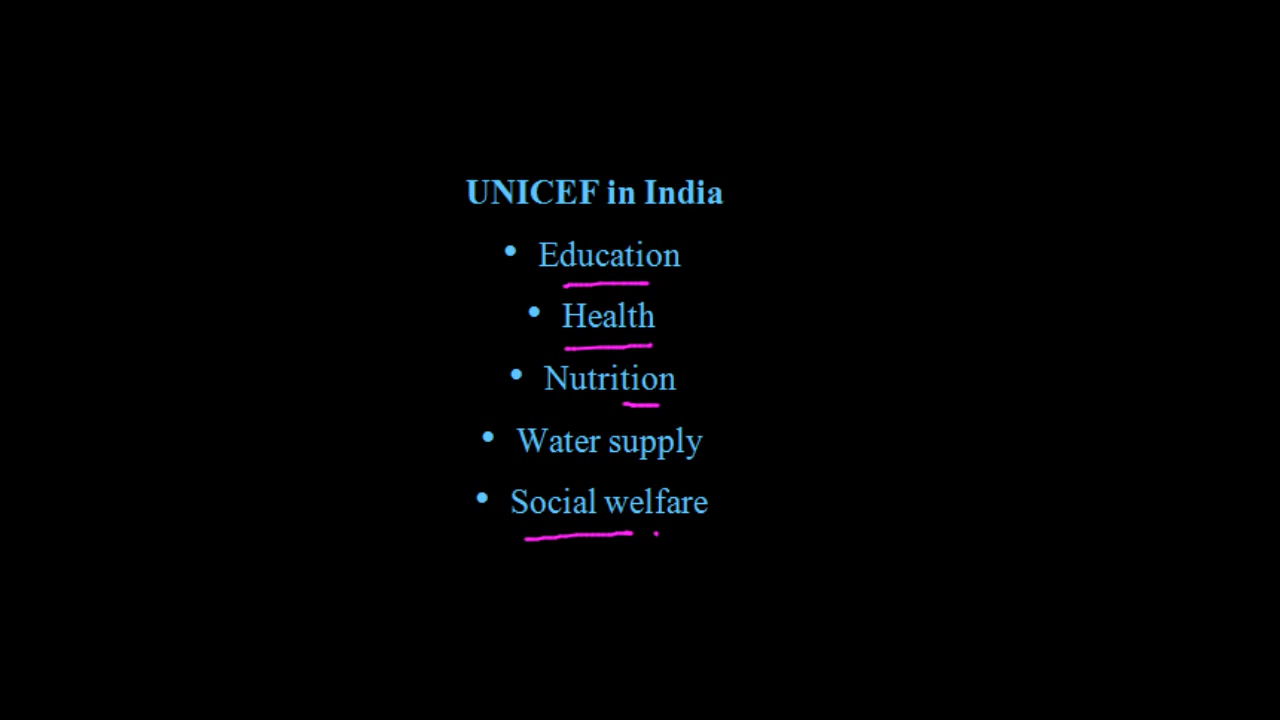 UNICEF in India
• Education
• Health
• Nutrition
• Water supply
• Social welfare